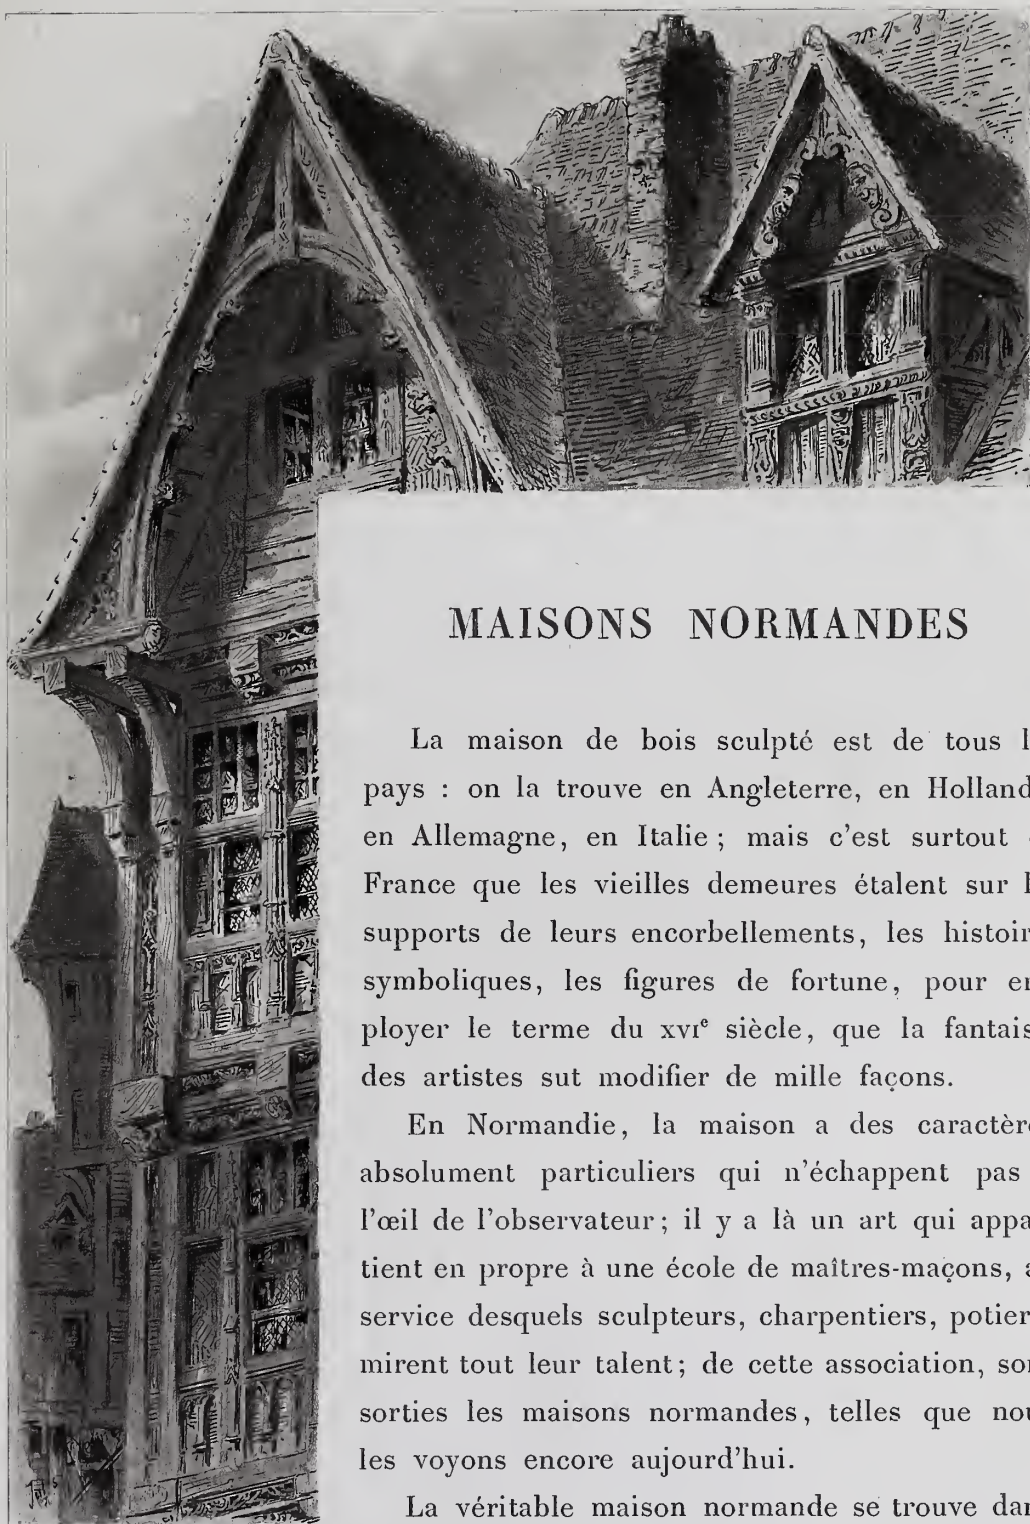 MAISONS NORMANDES
La maison de bois sculpté est de tous l
pays : on la trouve en Angleterre, en Holland
en Allemagne, en Italie ; mais c'est surtout
France que les vieilles demeures étalent sur l
supports de leurs encorbellements, les histoir
symboliques, les figures de fortune, pour em
ployer le terme du XVIe siècle, que la fantais
des artistes sut modifier de mille façons.
En Normandie, la maison a des caractère
absolument particuliers qui n'échappent pas
l'œil de l'observateur ; il y a là un art qui appa
tient en propre à une école de maîtres-maçons, a
service desquels sculpteurs, charpentiers, potier
mirent tout leur talent ; de cette association, son
sorties les maisons normandes, telles que nou
les voyons encore aujourd'hui.
La véritable maison normande se trouve dan